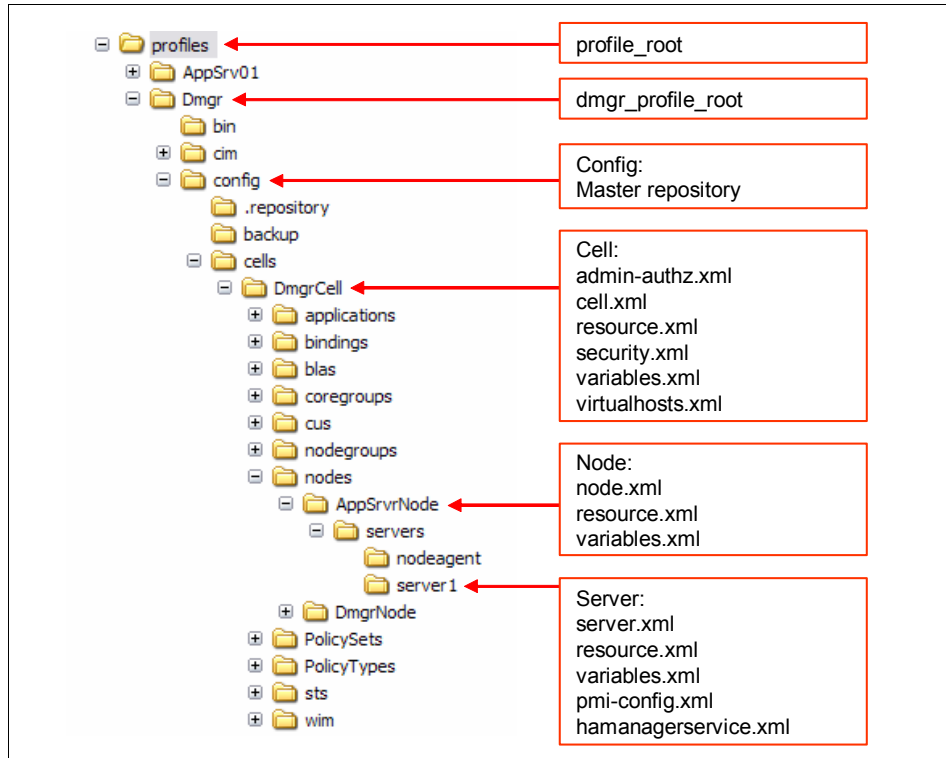 profiles
profile_root
AppSrv01
Dmgr
dmgr_profile_root
bin
cim
config
Config:
Master repository
.repository
backup
cells
DmgrCell
Cell:
admin-authz.xml
cell.xml
resource.xml
security.xml
variables.xml
virtualhosts.xml
applications
bindings
blas
coregroups
cus
nodegroups
nodes
AppSrvrNode
Node:
node.xml
resource.xml
variables.xml
servers
nodeagent
server1
Server:
server.xml
resource.xml
variables.xml
pmi-config.xml
hamanagerservice.xml
DmgrNode
PolicySets
PolicyTypes
sts
wim